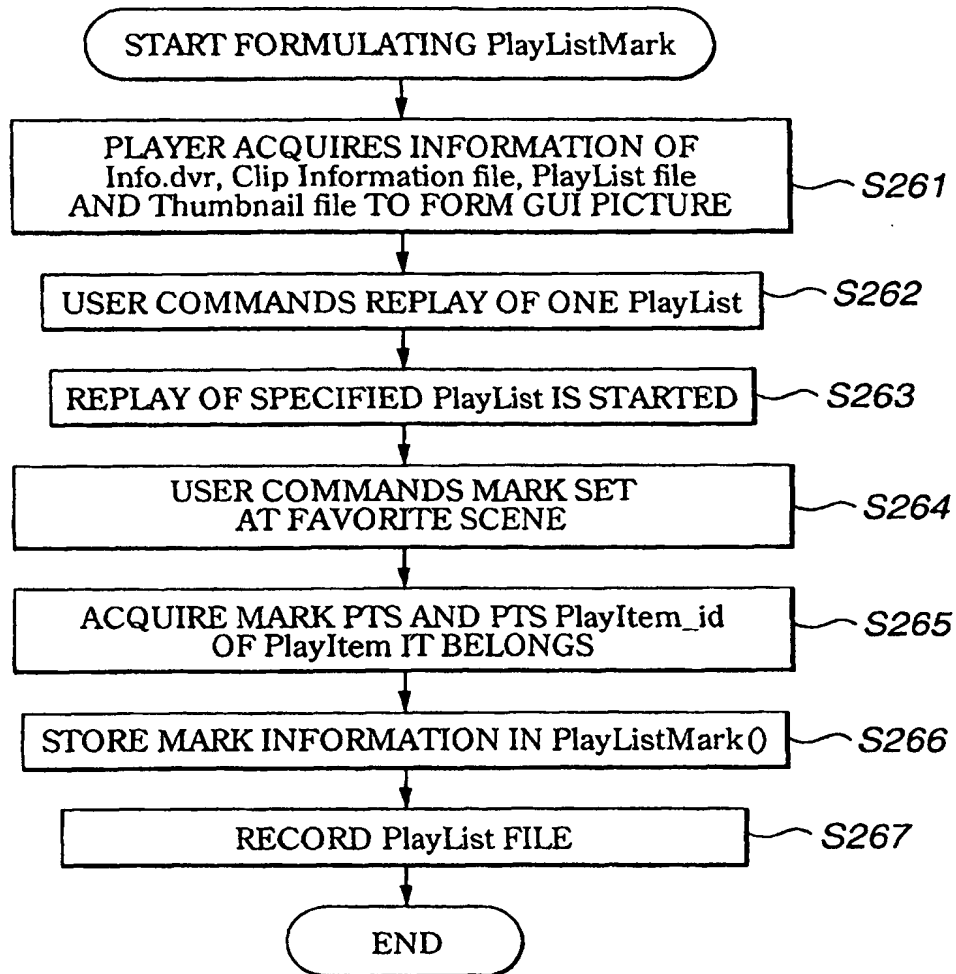 START FORMULATING PlayListMark
PLAYER ACQUIRES INFORMATION OF
Info.dvr, Clip Information file, PlayList file
AND Thumbnail file TO FORM GUI PICTURE
S261
USER COMMANDS REPLAY OF ONE PlayList
S262
REPLAY OF SPECIFIED PlayList IS STARTED
S263
USER COMMANDS MARK SET
AT FAVORITE SCENE
S264
ACQUIRE MARK PTS AND PTS PlayItem_id
OF PlayItem IT BELONGS
S265
STORE MARK INFORMATION IN PlayListMark()
S266
RECORD PlayList FILE
S267
END